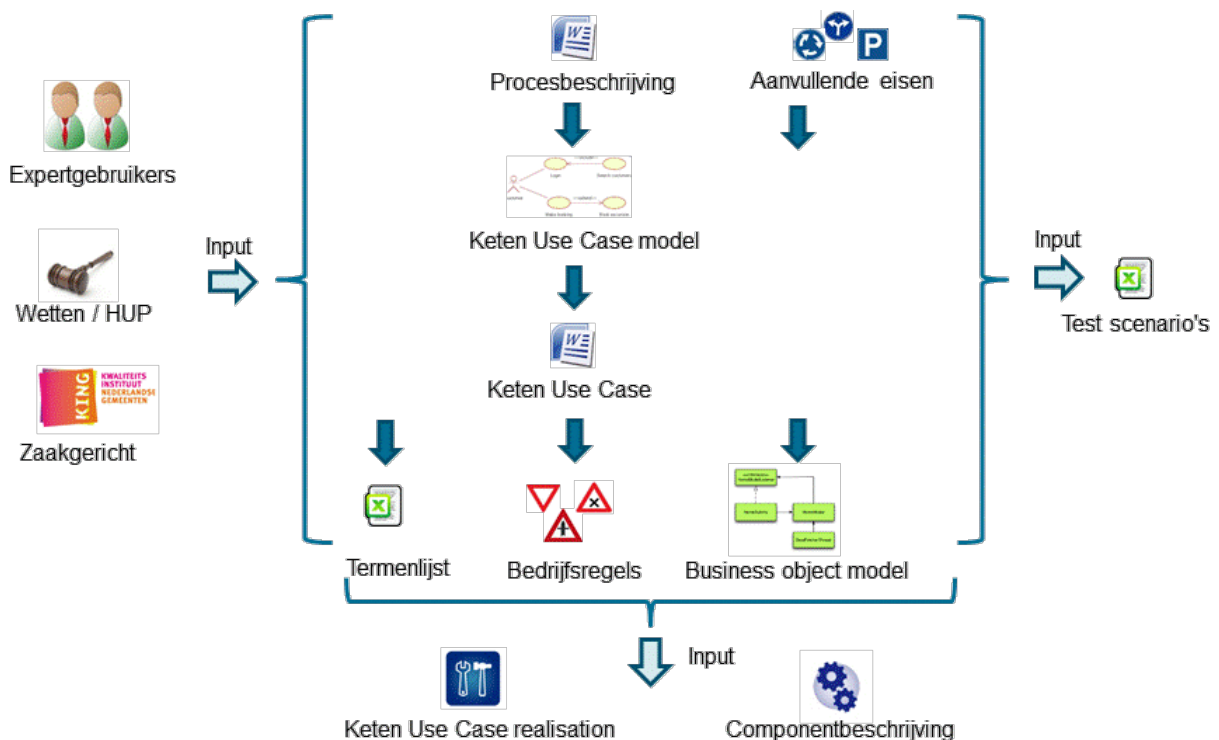 Procesbeschrijving
Aanvullende eisen
Expertgebruikers
Login
Keten Use Case model
Input
Input
Wetten / HUP
Test scenario's
Keten Use Case
KING
KWALITEITS
INSTITUUT
NEDERLANDSE
GEMEENTEN
Zaakgericht
Termenlijst
Bedrijfsregels
Business object model
Input
Keten Use Case realisation
Componentbeschrijving